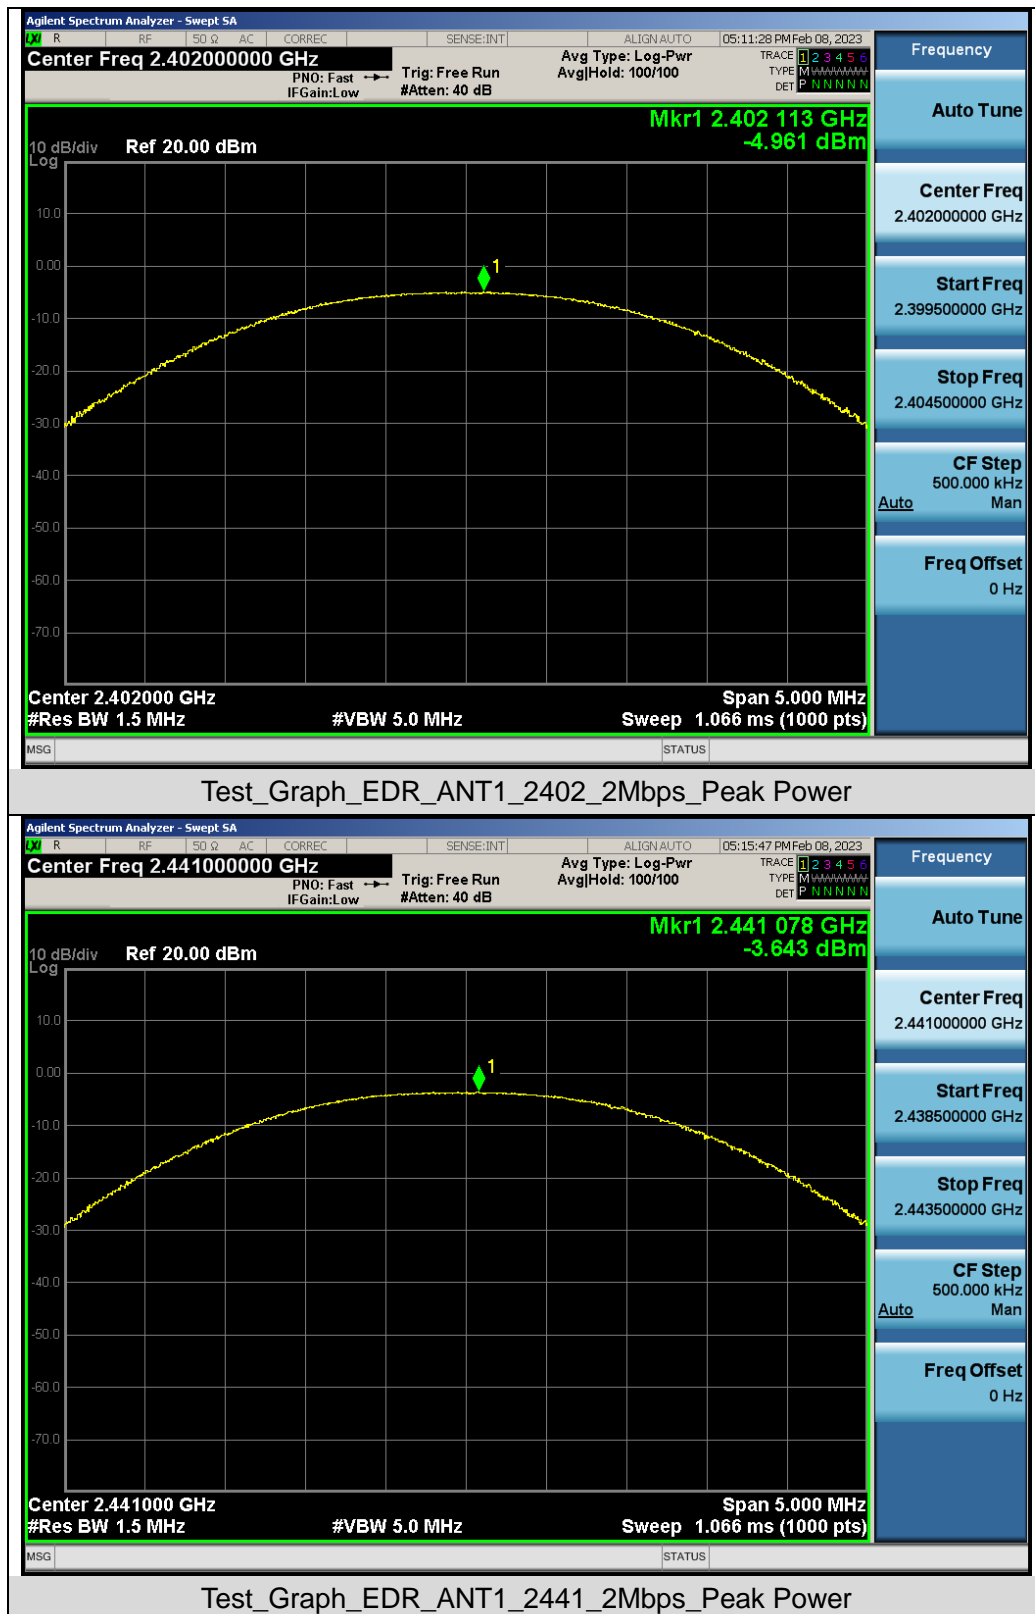 Agilent Spectrum Analyzer - Swept SA
LXI R RF 50 Ω AC CORREC SENSE:INT ALIGN AUTO 05:11:28 PM Feb 08, 2023
Center Freq 2.402000000 GHz
PNO: Fast
IFGain:Low
Trig: Free Run
#Atten: 40 dB
Avg Type: Log-Pwr
Avg|Hold: 100/100
TRACE 1 2 3 4 5 6
TYPE M
DET P N N N N N
Frequency
Mkr1 2.402 113 GHz
-4.961 dBm
10 dB/div Ref 20.00 dBm
Log
10.0
0.00
-10.0
-20.0
-30.0
-40.0
-50.0
-60.0
-70.0
1
Center 2.402000 GHz Span 5.000 MHz
#Res BW 1.5 MHz #VBW 5.0 MHz Sweep 1.066 ms (1000 pts)
MSG STATUS
Auto Tune
Center Freq
2.402000000 GHz
Start Freq
2.399500000 GHz
Stop Freq
2.404500000 GHz
CF Step
500.000 kHz
Auto Man
Freq Offset
0 Hz
Test_Graph_EDR_ANT1_2402_2Mbps_Peak Power
Agilent Spectrum Analyzer - Swept SA
LXI R RF 50 Ω AC CORREC SENSE:INT ALIGN AUTO 05:15:47 PM Feb 08, 2023
Center Freq 2.441000000 GHz
PNO: Fast
IFGain:Low
Trig: Free Run
#Atten: 40 dB
Avg Type: Log-Pwr
Avg|Hold: 100/100
TRACE 1 2 3 4 5 6
TYPE M
DET P N N N N N
Frequency
Mkr1 2.441 078 GHz
-3.643 dBm
10 dB/div Ref 20.00 dBm
Log
10.0
0.00
-10.0
-20.0
-30.0
-40.0
-50.0
-60.0
-70.0
1
Center 2.441000 GHz Span 5.000 MHz
#Res BW 1.5 MHz #VBW 5.0 MHz Sweep 1.066 ms (1000 pts)
MSG STATUS
Auto Tune
Center Freq
2.441000000 GHz
Start Freq
2.438500000 GHz
Stop Freq
2.443500000 GHz
CF Step
500.000 kHz
Auto Man
Freq Offset
0 Hz
Test_Graph_EDR_ANT1_2441_2Mbps_Peak Power